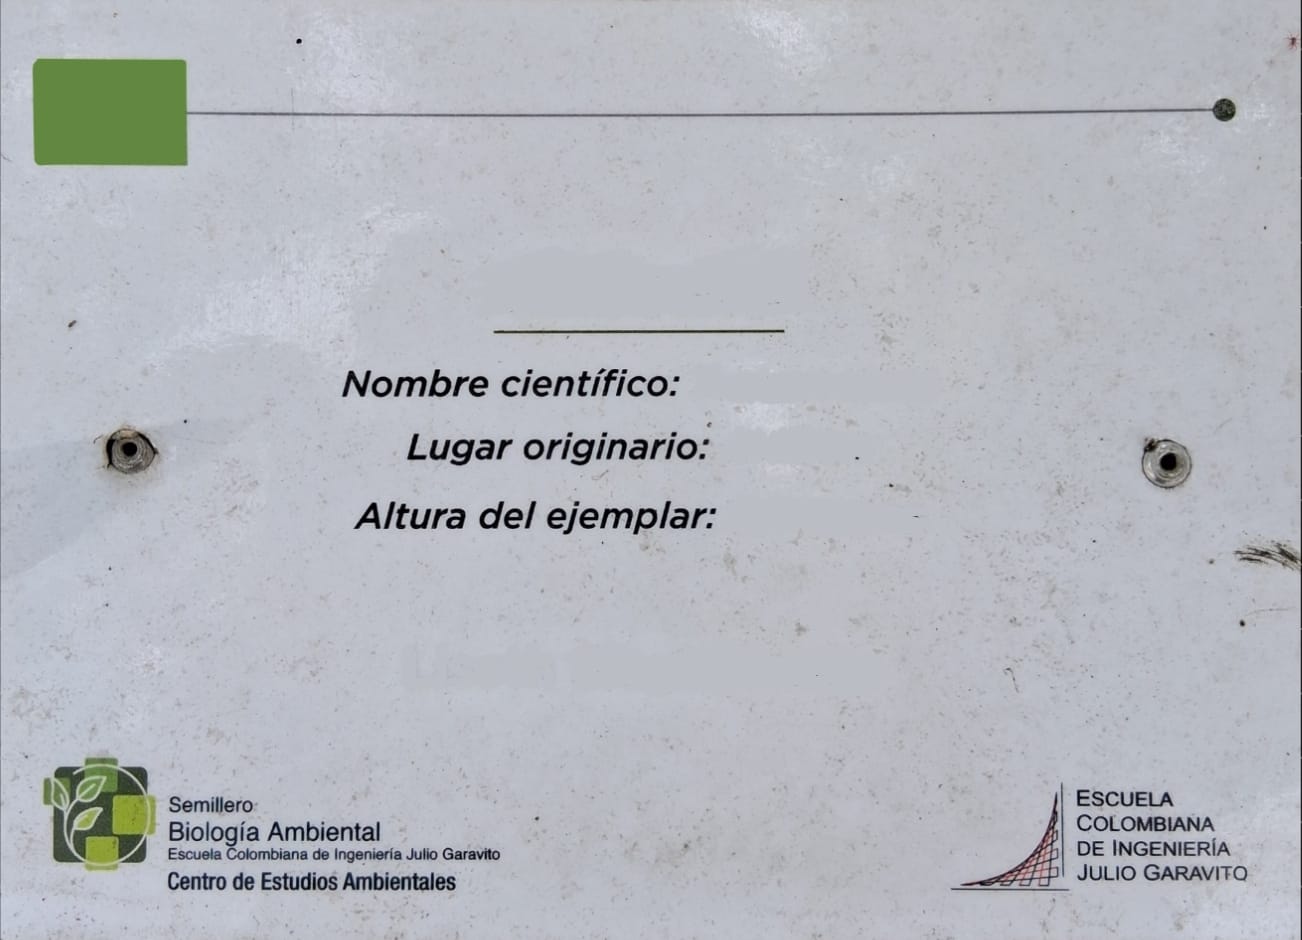 Nombre científico:
Lugar originario:
Altura del ejemplar:
Semillero
Biología Ambiental
Escuela Colombiana de Ingeniería Julio Garavito
Centro de Estudios Ambientales
ESCUELA
COLOMBIANA
DE INGENIERÍA
JULIO GARAVITO